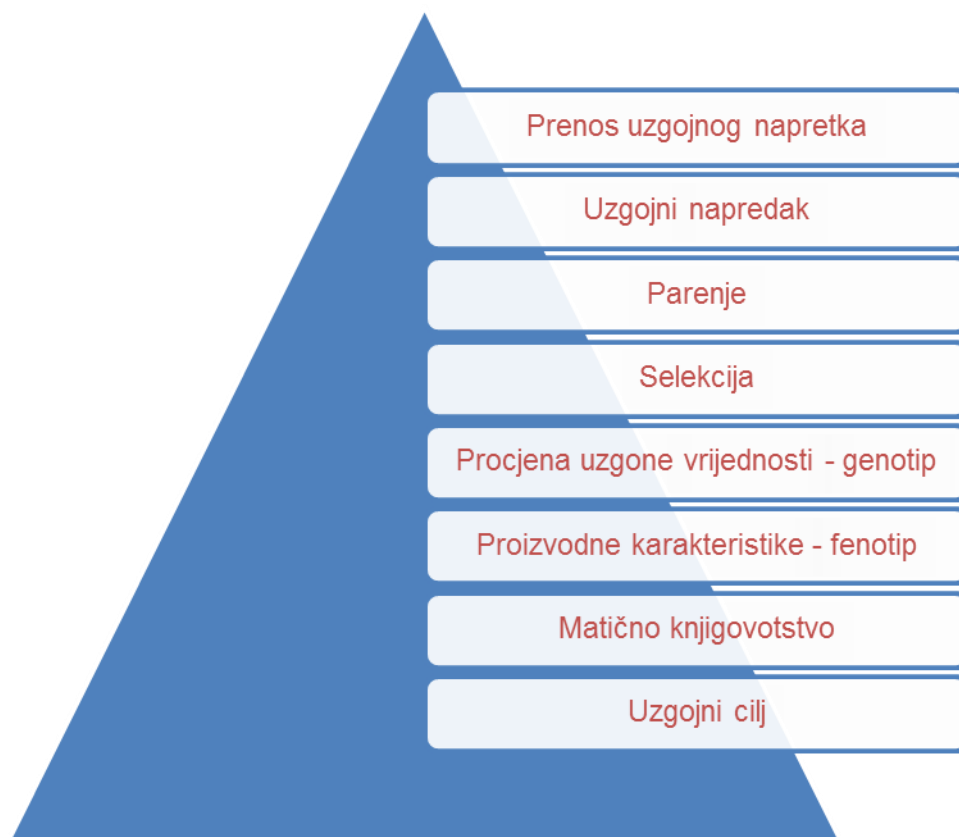 Prenos uzgojnog napretka
Uzgojni napredak
Parenje
Selekcija
Procjena uzgone vrijednosti - genotip
Proizvodne karakteristike - fenotip
Matično knjigovotstvo
Uzgojni cilj